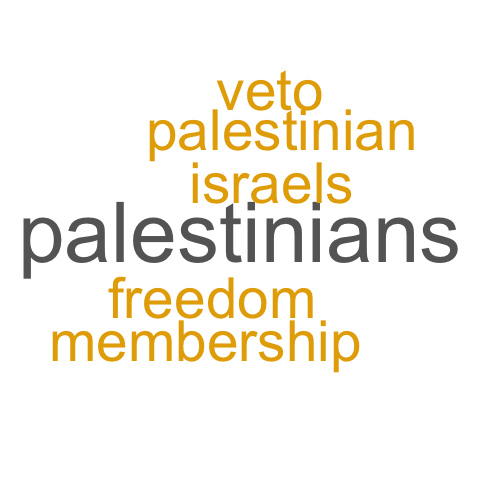 veto
palestinian
israels
palestinians
freedom
membership